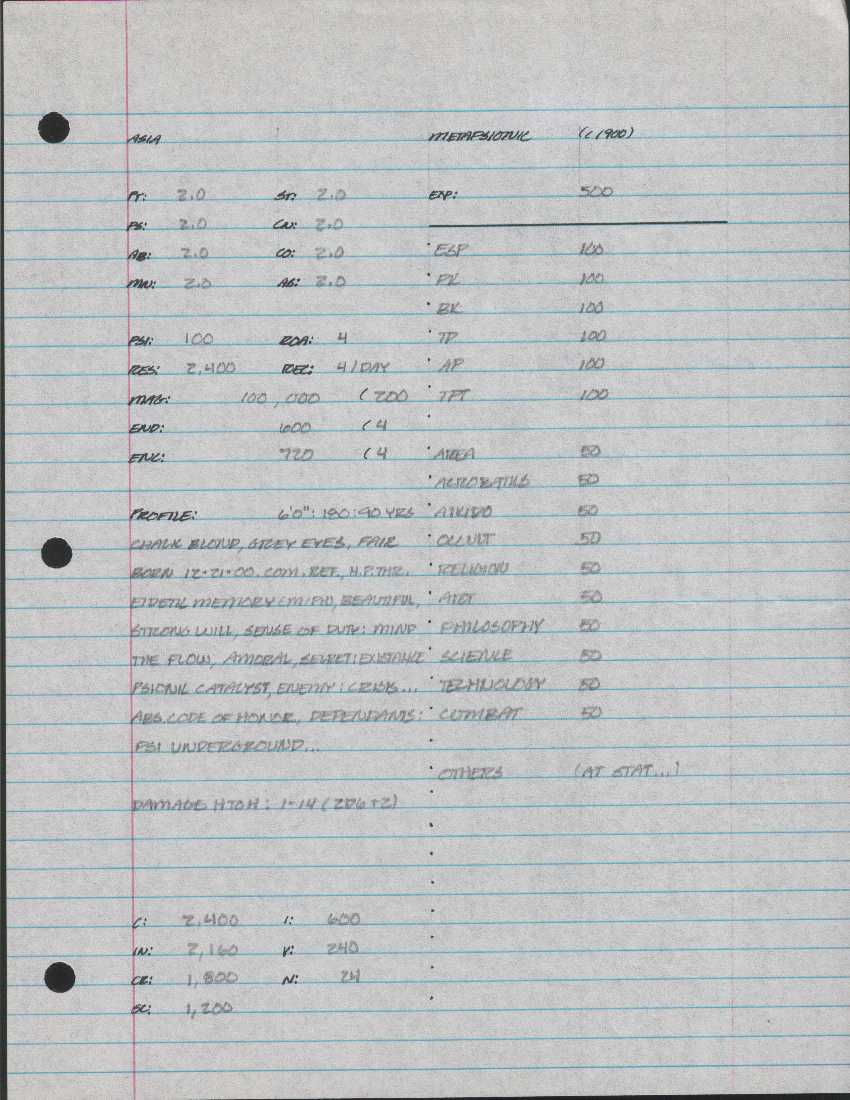 ASIA METAPSIONIC (C1900)
PT: 2.0 ST: 2.0 EXP: 500
PS: 2.0 CN: 2.0
AB: 2.0 CO: 2.0 • ESP 100
MN: 2.0 AG: 2.0 • PK 100
• BK 100
PSI: 100 ROA: 4 • TP 100
RES: 2,400 REC: 4/DAY • AP 100
MAG: 100,000 (200 • TPT 100
END: 600 (4
ENC: 720 (4 • AREA 50
• ACROBATICS 50
PROFILE: 6'0": 180: 90 YRS • AIKIDO 50
CHALK BLOND, GREY EYES, FAIR • OCCULT 50
BORN 12-21-00. COM. REF., H.P.THR. • RELIGION 50
EIDETIC MEMORY (M/PH), BEAUTIFUL, • ART 50
STRONG WILL, SENSE OF DUTY: MIND • PHILOSOPHY 50
THE FLOW, AMORAL, SECRET: EXISTANCE • SCIENCE 50
PSIONIC CATALYST, ENEMY: CRISIS... • TECHNOLOGY 50
ABS. CODE OF HONOR, DEPENDANTS: • COMBAT 50
PSI UNDERGROUND...
• OTHERS (AT STAT...)
DAMAGE HTOH: 1-14 (2D6+2)
C: 2,400 I: 600
IN: 2,160 V: 240
CR: 1,800 N: 24
SC: 1,200